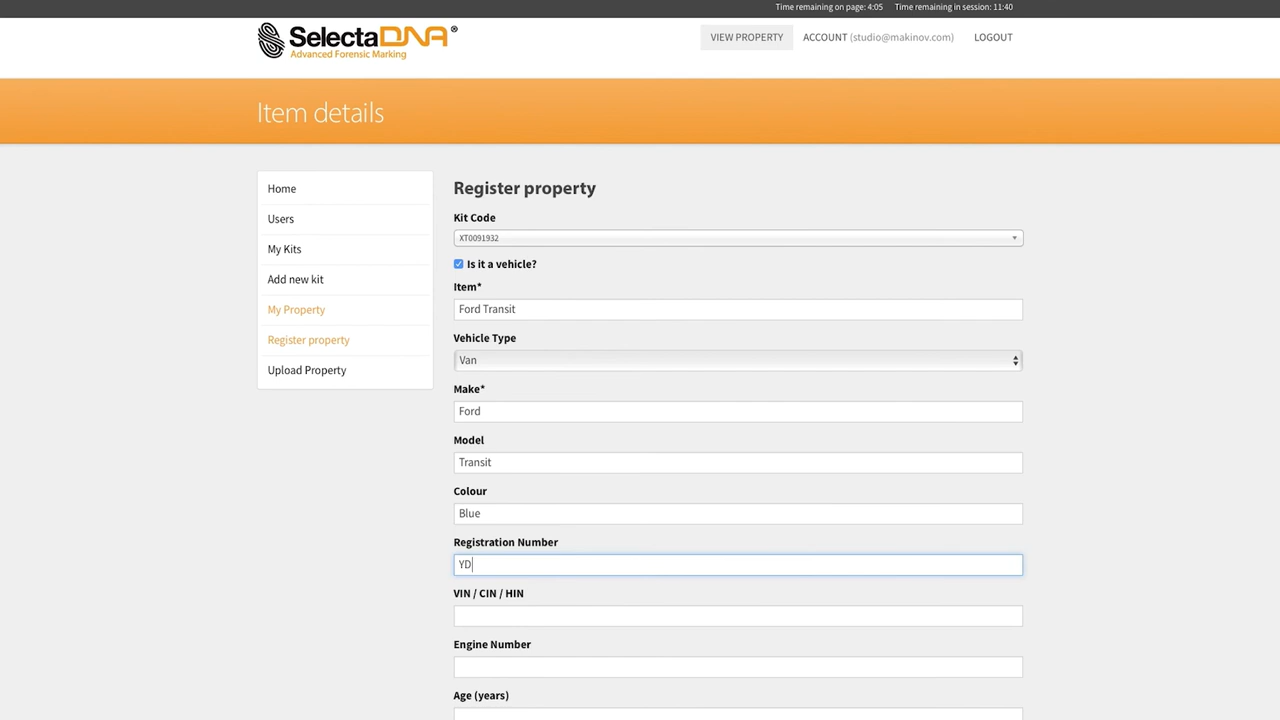 Time remaining on page: 4:05 Time remaining in session: 11:40
SelectaDNA®
Advanced Forensic Marking
VIEW PROPERTY ACCOUNT (studio@makinov.com) LOGOUT
Item details
Home
Users
My Kits
Add new kit
My Property
Register property
Upload Property
Register property
Kit Code
XT0091932
Is it a vehicle?
Item*
Ford Transit
Vehicle Type
Van
Make*
Ford
Model
Transit
Colour
Blue
Registration Number
YD
VIN / CIN / HIN
Engine Number
Age (years)